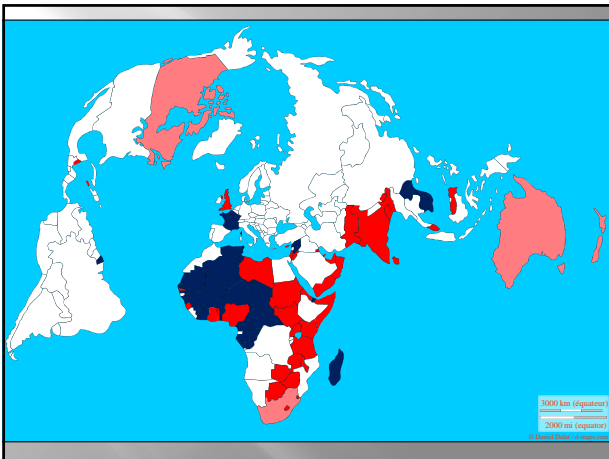 3000 km (équateur)
2000 mi (equator)
© Daniel Dalet / d-maps.com